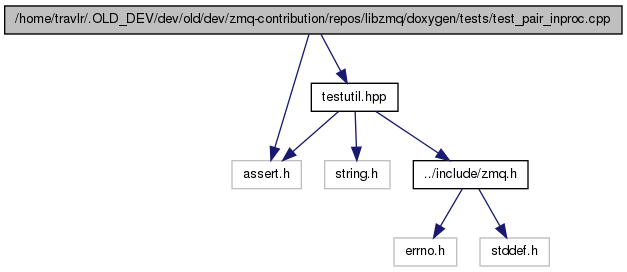 /home/travlr/.OLD_DEV/dev/old/dev/zmq-contribution/repos/libzmq/doxygen/tests/test_pair_inproc.cpp
testutil.hpp
assert.h
string.h
../include/zmq.h
errno.h
stddef.h